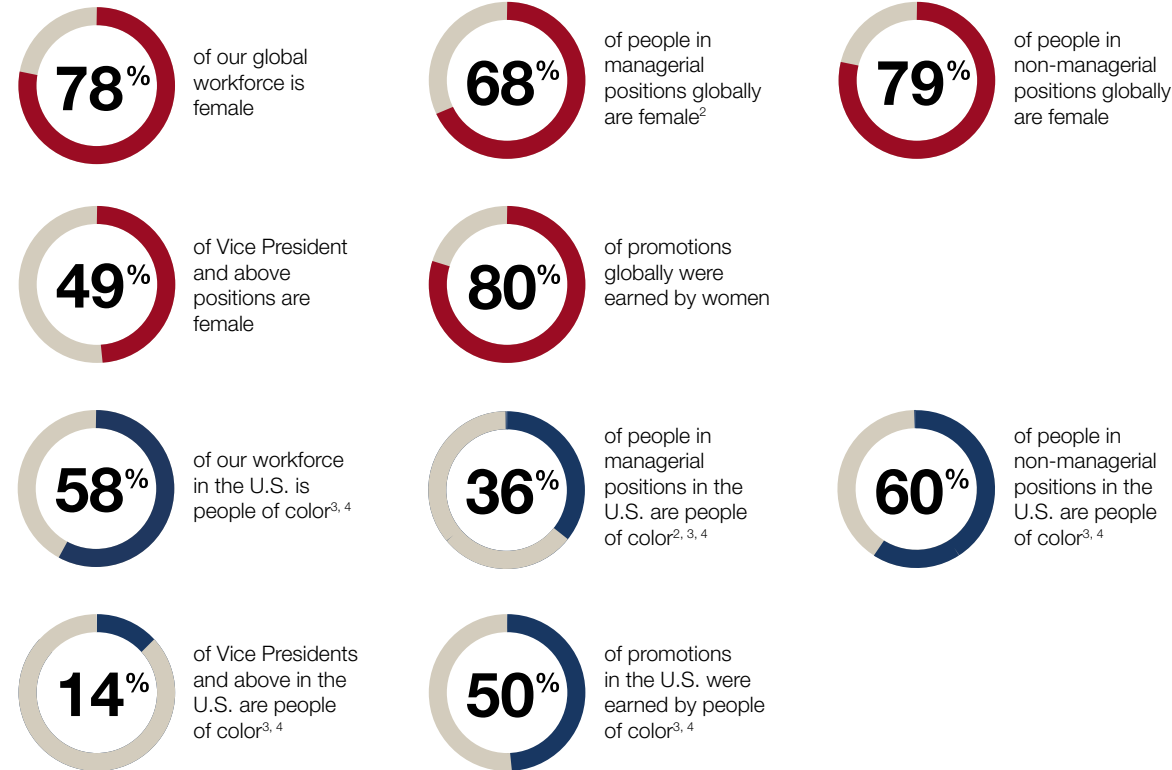 78%
of our global
workforce is
female
68%
of people in
managerial
positions globally
are female2
79%
of people in
non-managerial
positions globally
are female
49%
of Vice President
and above
positions are
female
80%
of promotions
globally were
earned by women
58%
of our workforce
in the U.S. is
people of color3, 4
36%
of people in
managerial
positions in the
U.S. are people
of color2, 3, 4
60%
of people in
non-managerial
positions in the
U.S. are people
of color3, 4
14%
of Vice Presidents
and above in the
U.S. are people
of color3, 4
50%
of promotions
in the U.S. were
earned by people
of color3, 4